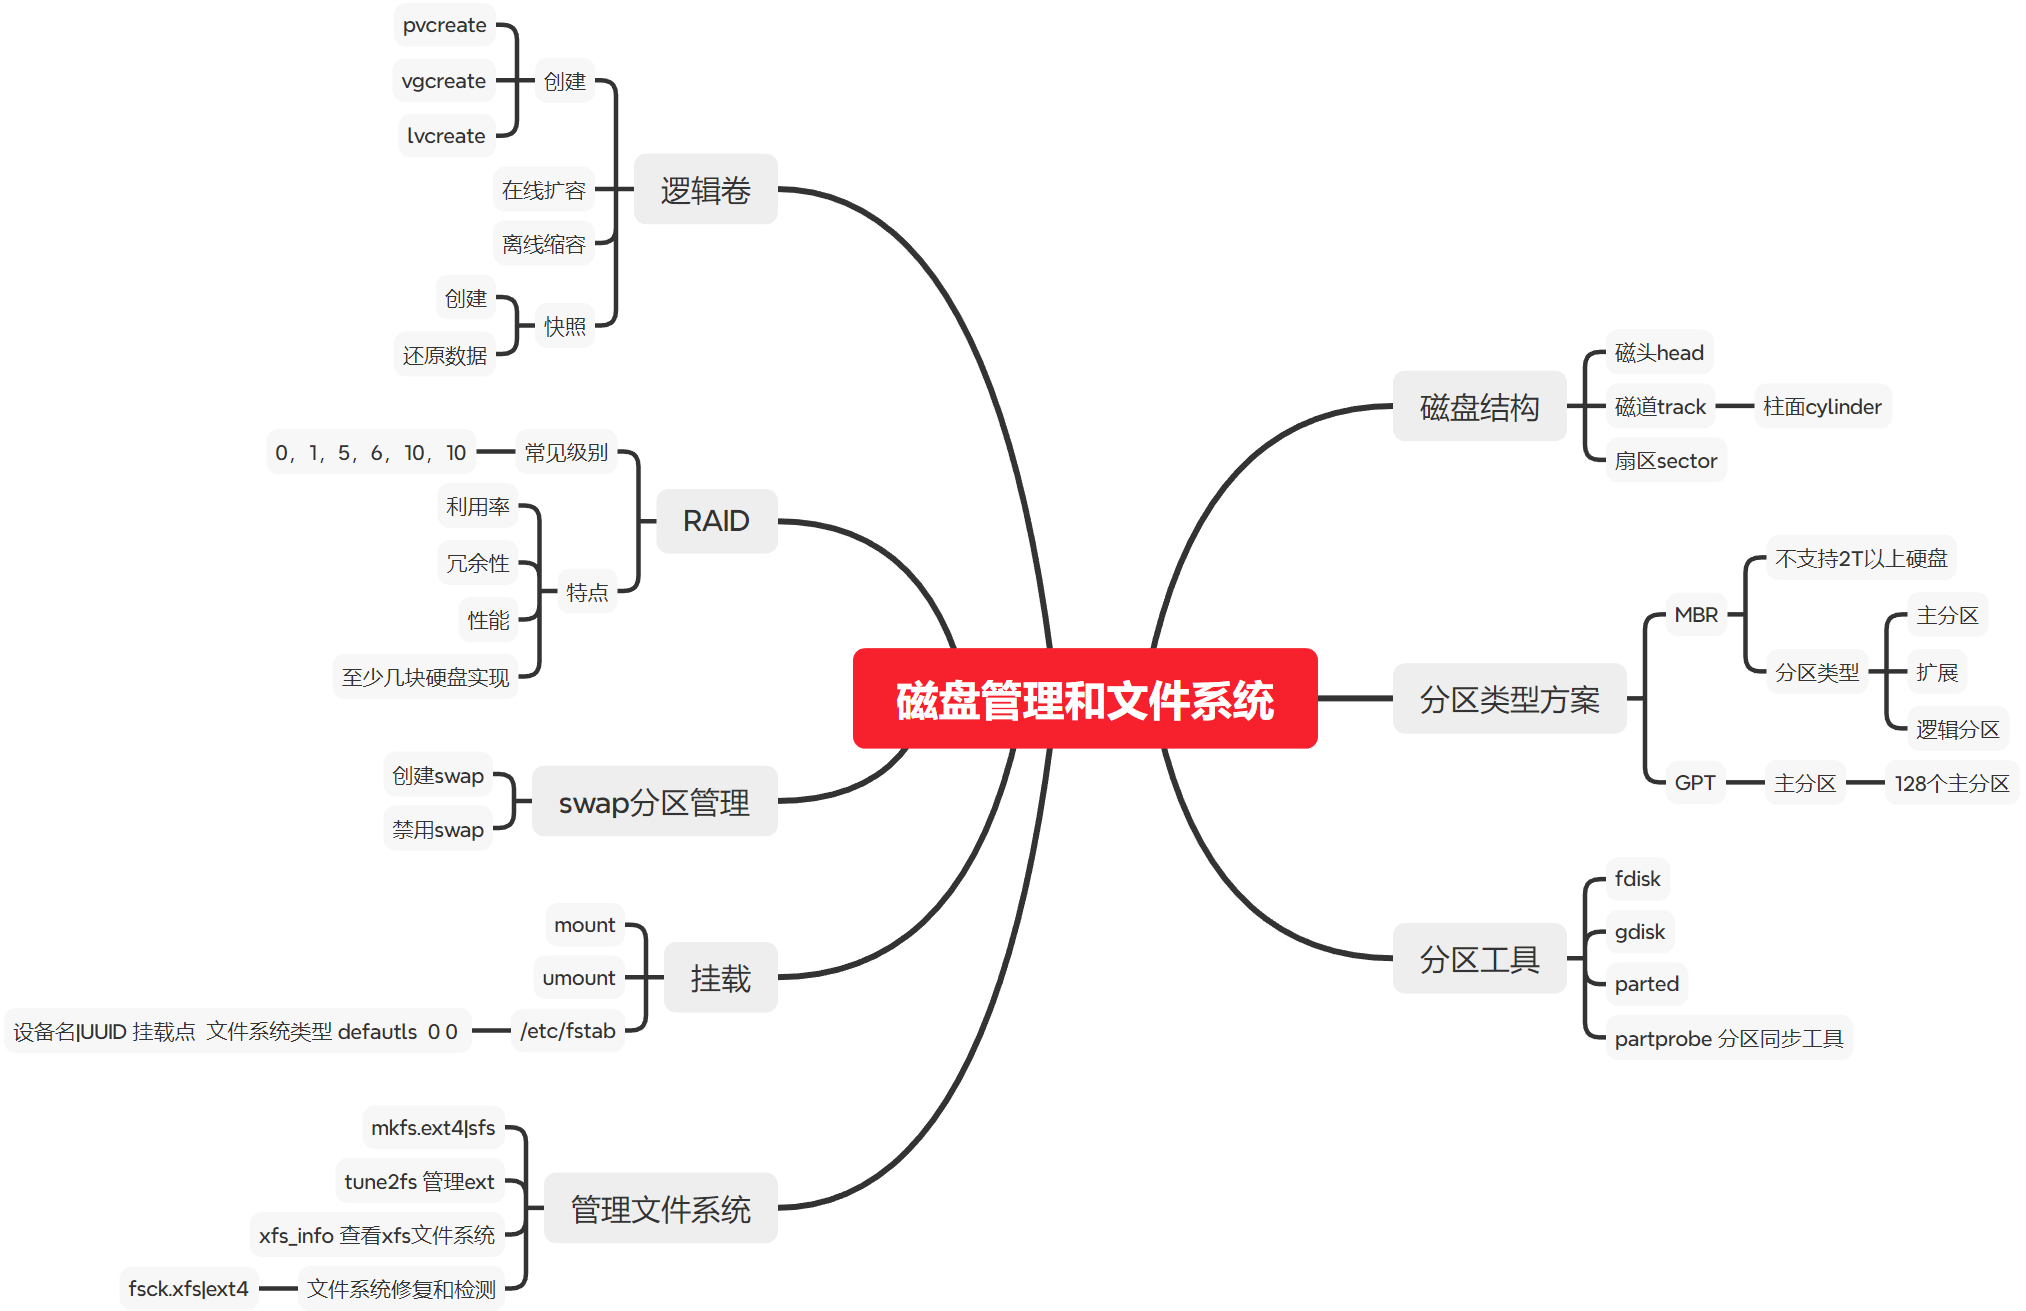 磁盘管理和文件系统
磁盘结构
磁头head
磁道track
柱面cylinder
扇区sector
分区类型方案
MBR
不支持2T以上硬盘
分区类型
主分区
扩展
逻辑分区
GPT
主分区
128个主分区
分区工具
fdisk
gdisk
parted
partprobe 分区同步工具
逻辑卷
创建
pvcreate
vgcreate
lvcreate
在线扩容
离线缩容
快照
创建
还原数据
RAID
常见级别
0，1，5，6，10，10
特点
利用率
冗余性
性能
至少几块硬盘实现
swap分区管理
创建swap
禁用swap
挂载
mount
umount
/etc/fstab
设备名|UUID 挂载点 文件系统类型 defautls 0 0
管理文件系统
mkfs.ext4|sfs
tune2fs 管理ext
xfs_info 查看xfs文件系统
文件系统修复和检测
fsck.xfs|ext4